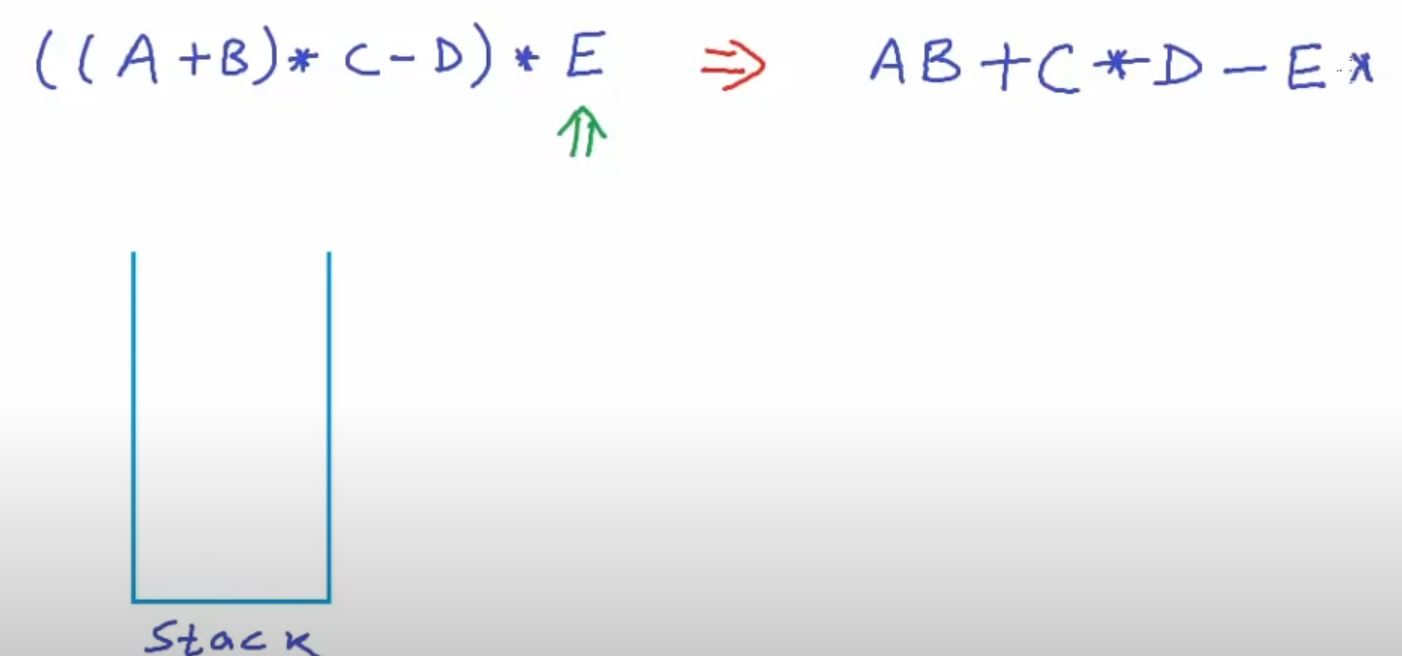 ((A+B)* C-D) * E ⇒ AB+C*D-E*
Stack